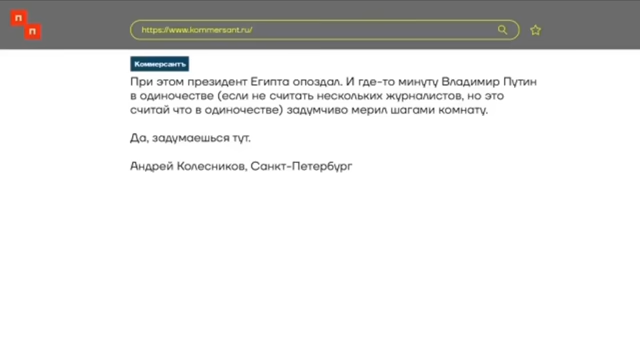 П
П
https://www.kommersant.ru/
Коммерсантъ
При этом президент Египта опоздал. И где-то минуту Владимир Путин
в одиночестве (если не считать нескольких журналистов, но это
считай что в одиночестве) задумчиво мерил шагами комнату.
Да, задумаешься тут.
Андрей Колесников, Санкт-Петербург